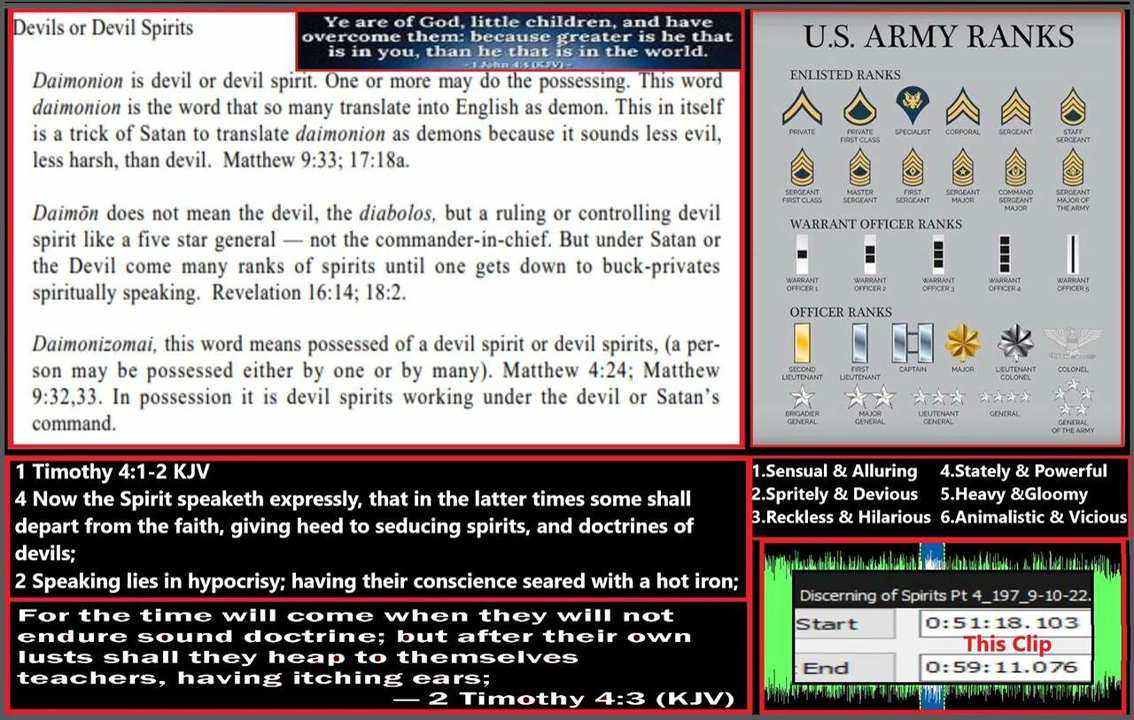 Devils or Devil Spirits
Ye are of God, little children, and have
overcome them: because greater is he that
is in you, than he that is in the world.
- 1 John 4:4 (KJV) -
Daimonion is devil or devil spirit. One or more may do the possessing. This word
daimonion is the word that so many translate into English as demon. This in itself
is a trick of Satan to translate daimonion as demons because it sounds less evil,
less harsh, than devil. Matthew 9:33; 17:18a.
Daimōn does not mean the devil, the diabolos, but a ruling or controlling devil
spirit like a five star general — not the commander-in-chief. But under Satan or
the Devil come many ranks of spirits until one gets down to buck-privates
spiritually speaking. Revelation 16:14; 18:2.
Daimonizomai, this word means possessed of a devil spirit or devil spirits, (a per-
son may be possessed either by one or by many). Matthew 4:24; Matthew
9:32,33. In possession it is devil spirits working under the devil or Satan's
command.
U.S. ARMY RANKS
ENLISTED RANKS
PRIVATE
PRIVATE
FIRST CLASS
SPECIALIST
CORPORAL
SERGEANT
STAFF
SERGEANT
SERGEANT
FIRST CLASS
MASTER
SERGEANT
FIRST
SERGEANT
SERGEANT
MAJOR
COMMAND
SERGEANT
MAJOR
SERGEANT
MAJOR OF
THE ARMY
WARRANT OFFICER RANKS
WARRANT
OFFICER 1
WARRANT
OFFICER 2
WARRANT
OFFICER 3
WARRANT
OFFICER 4
WARRANT
OFFICER 5
OFFICER RANKS
SECOND
LIEUTENANT
FIRST
LIEUTENANT
CAPTAIN
MAJOR
LIEUTENANT
COLONEL
COLONEL
BRIGADIER
GENERAL
MAJOR
GENERAL
LIEUTENANT
GENERAL
GENERAL
GENERAL
OF THE ARMY
1 Timothy 4:1-2 KJV
4 Now the Spirit speaketh expressly, that in the latter times some shall
depart from the faith, giving heed to seducing spirits, and doctrines of
devils;
2 Speaking lies in hypocrisy; having their conscience seared with a hot iron;
For the time will come when they will not
endure sound doctrine; but after their own
lusts shall they heap to themselves
teachers, having itching ears;
— 2 Timothy 4:3 (KJV)
1.Sensual & Alluring 4.Stately & Powerful
2.Spritely & Devious 5.Heavy &Gloomy
3.Reckless & Hilarious 6.Animalistic & Vicious
Discerning of Spirits Pt 4_197_9-10-22.
Start 0:51:18.103
This Clip
End 0:59:11.076